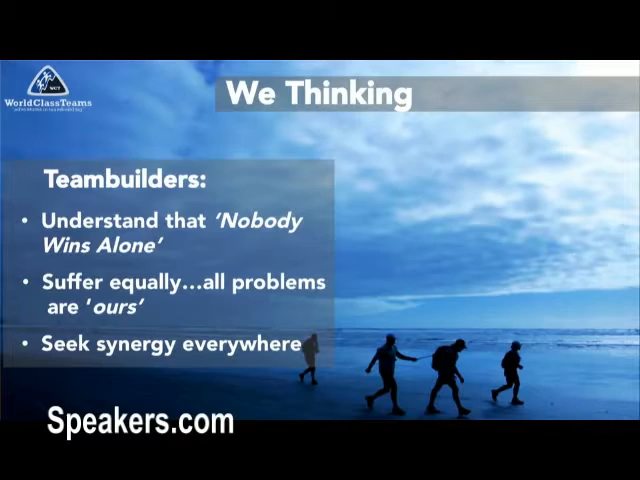 WCT
WorldClassTeams
We Thinking
Teambuilders:
• Understand that ‘Nobody
Wins Alone’
• Suffer equally...all problems
are 'ours’
• Seek synergy everywhere
Speakers.com